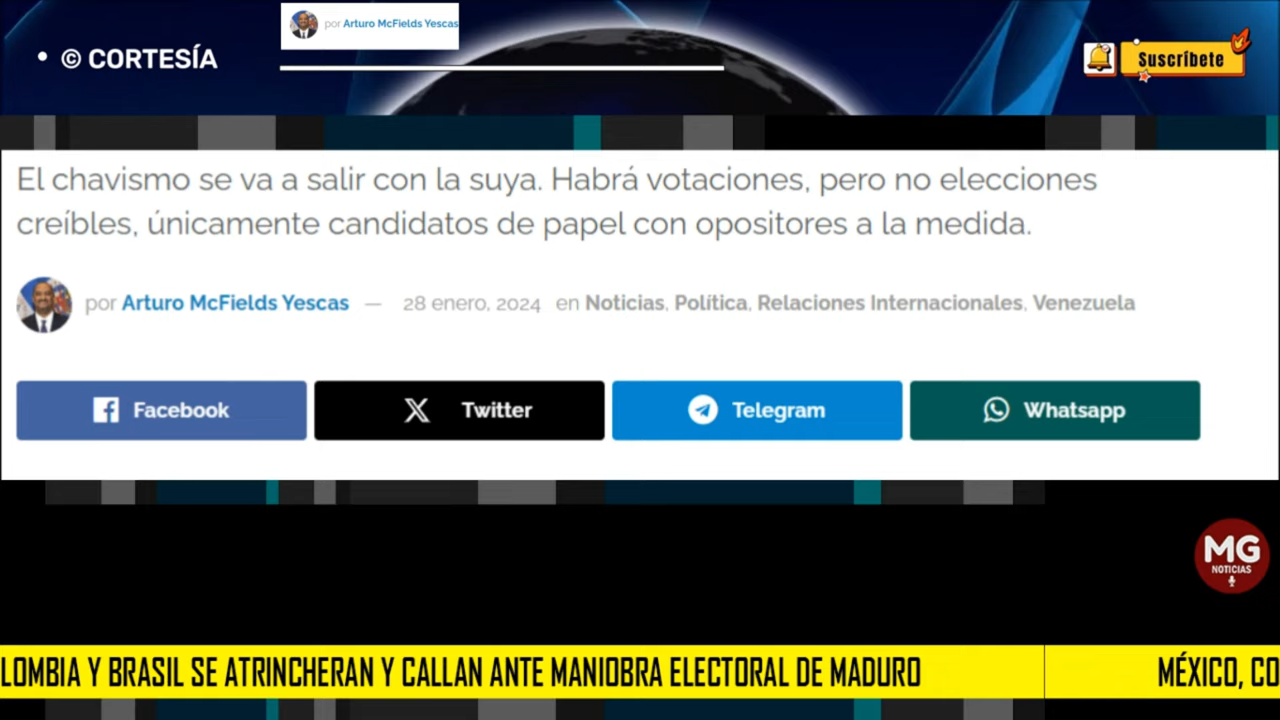 • © CORTESÍA
por Arturo McFields Yescas
Suscríbete
El chavismo se va a salir con la suya. Habrá votaciones, pero no elecciones
creíbles, únicamente candidatos de papel con opositores a la medida.
por Arturo McFields Yescas — 28 enero, 2024 en Noticias, Política, Relaciones Internacionales, Venezuela
Facebook
Twitter
Telegram
Whatsapp
MG
NOTICIAS
LOMBIA Y BRASIL SE ATRINCHERAN Y CALLAN ANTE MANIOBRA ELECTORAL DE MADURO
MÉXICO, CO